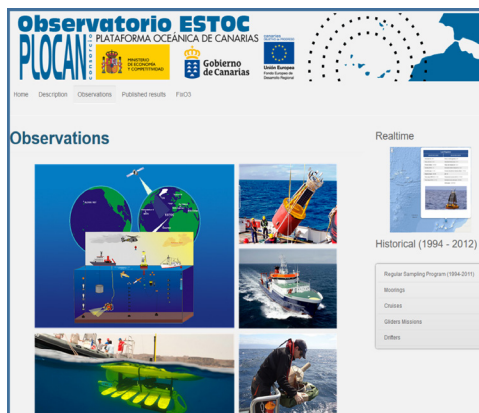 Observatorio ESTOC
PLOCAN
consorcio
PLATAFORMA OCEÁNICA DE CANARIAS
MINISTERIO
DE ECONOMÍA
Y COMPETITIVIDAD
Gobierno
de Canarias
Unión Europea
Fondo Europeo de
Desarrollo Regional
Home Description Observations Published results FixO3
Observations
Realtime
Historical (1994 - 2012)
Regular Sampling Program (1994-2011)
Moorings
Cruises
Gliders Missions
Drifters